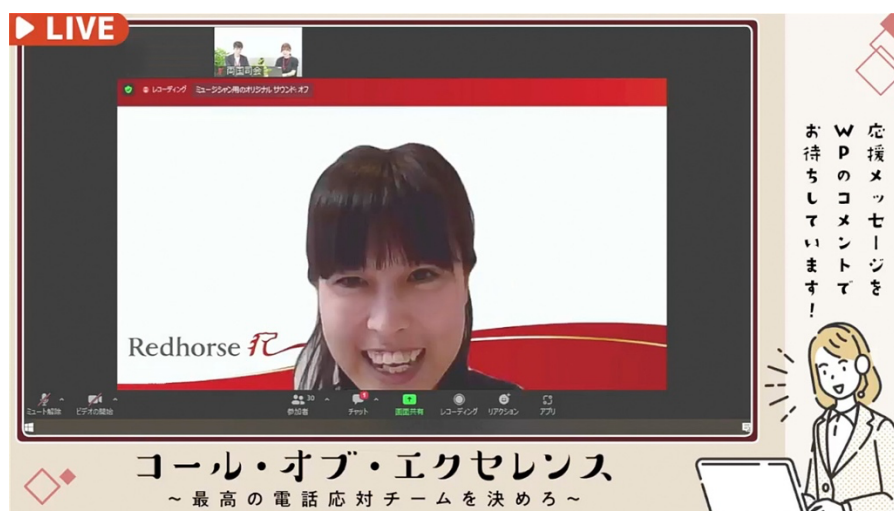 LIVE
両国司会
レコーディング ミュージシャン用のオリジナル サウンド: オフ
Redhorse
ミュート解除 ビデオの開始 参加者 30 チャット 1 画面共有 レコーディング リアクション アプリ
応援メッセージを
WPのコメントで
お待ちしています!
コール・オブ・エクセレンス
~最高の電話応対チームを決めろ~